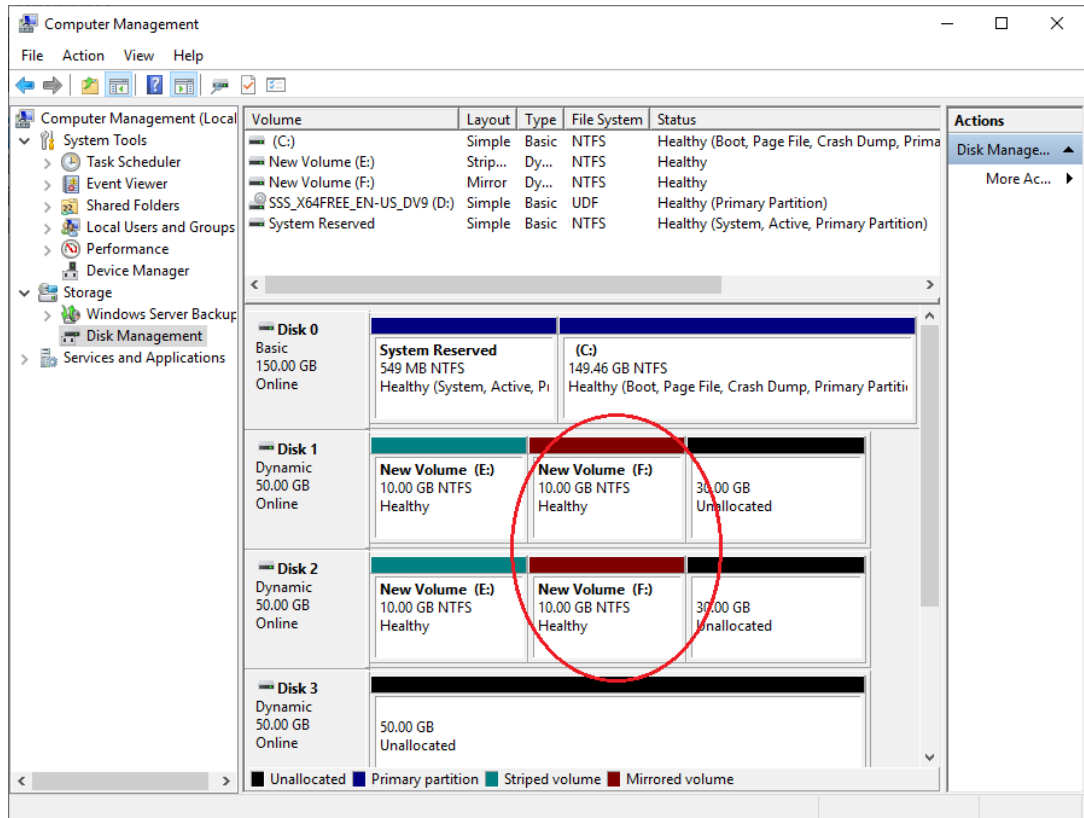 Computer Management
File Action View Help
Computer Management (Local
System Tools
Task Scheduler
Event Viewer
Shared Folders
Local Users and Groups
Performance
Device Manager
Storage
Windows Server Backup
Disk Management
Services and Applications
Volume Layout Type File System Status
(C:) Simple Basic NTFS Healthy (Boot, Page File, Crash Dump, Prima
New Volume (E:) Strip... Dy... NTFS Healthy
New Volume (F:) Mirror Dy... NTFS Healthy
SSS_X64FREE_EN-US_DV9 (D:) Simple Basic UDF Healthy (Primary Partition)
System Reserved Simple Basic NTFS Healthy (System, Active, Primary Partition)
Disk 0
Basic
150.00 GB
Online
System Reserved
549 MB NTFS
Healthy (System, Active, Pi
(C:)
149.46 GB NTFS
Healthy (Boot, Page File, Crash Dump, Primary Partitio
Disk 1
Dynamic
50.00 GB
Online
New Volume (E:)
10.00 GB NTFS
Healthy
New Volume (F:)
10.00 GB NTFS
Healthy
30.00 GB
Unallocated
Disk 2
Dynamic
50.00 GB
Online
New Volume (E:)
10.00 GB NTFS
Healthy
New Volume (F:)
10.00 GB NTFS
Healthy
30.00 GB
Unallocated
Disk 3
Dynamic
50.00 GB
Online
50.00 GB
Unallocated
Unallocated Primary partition Striped volume Mirrored volume
Actions
Disk Manage...
More Ac...